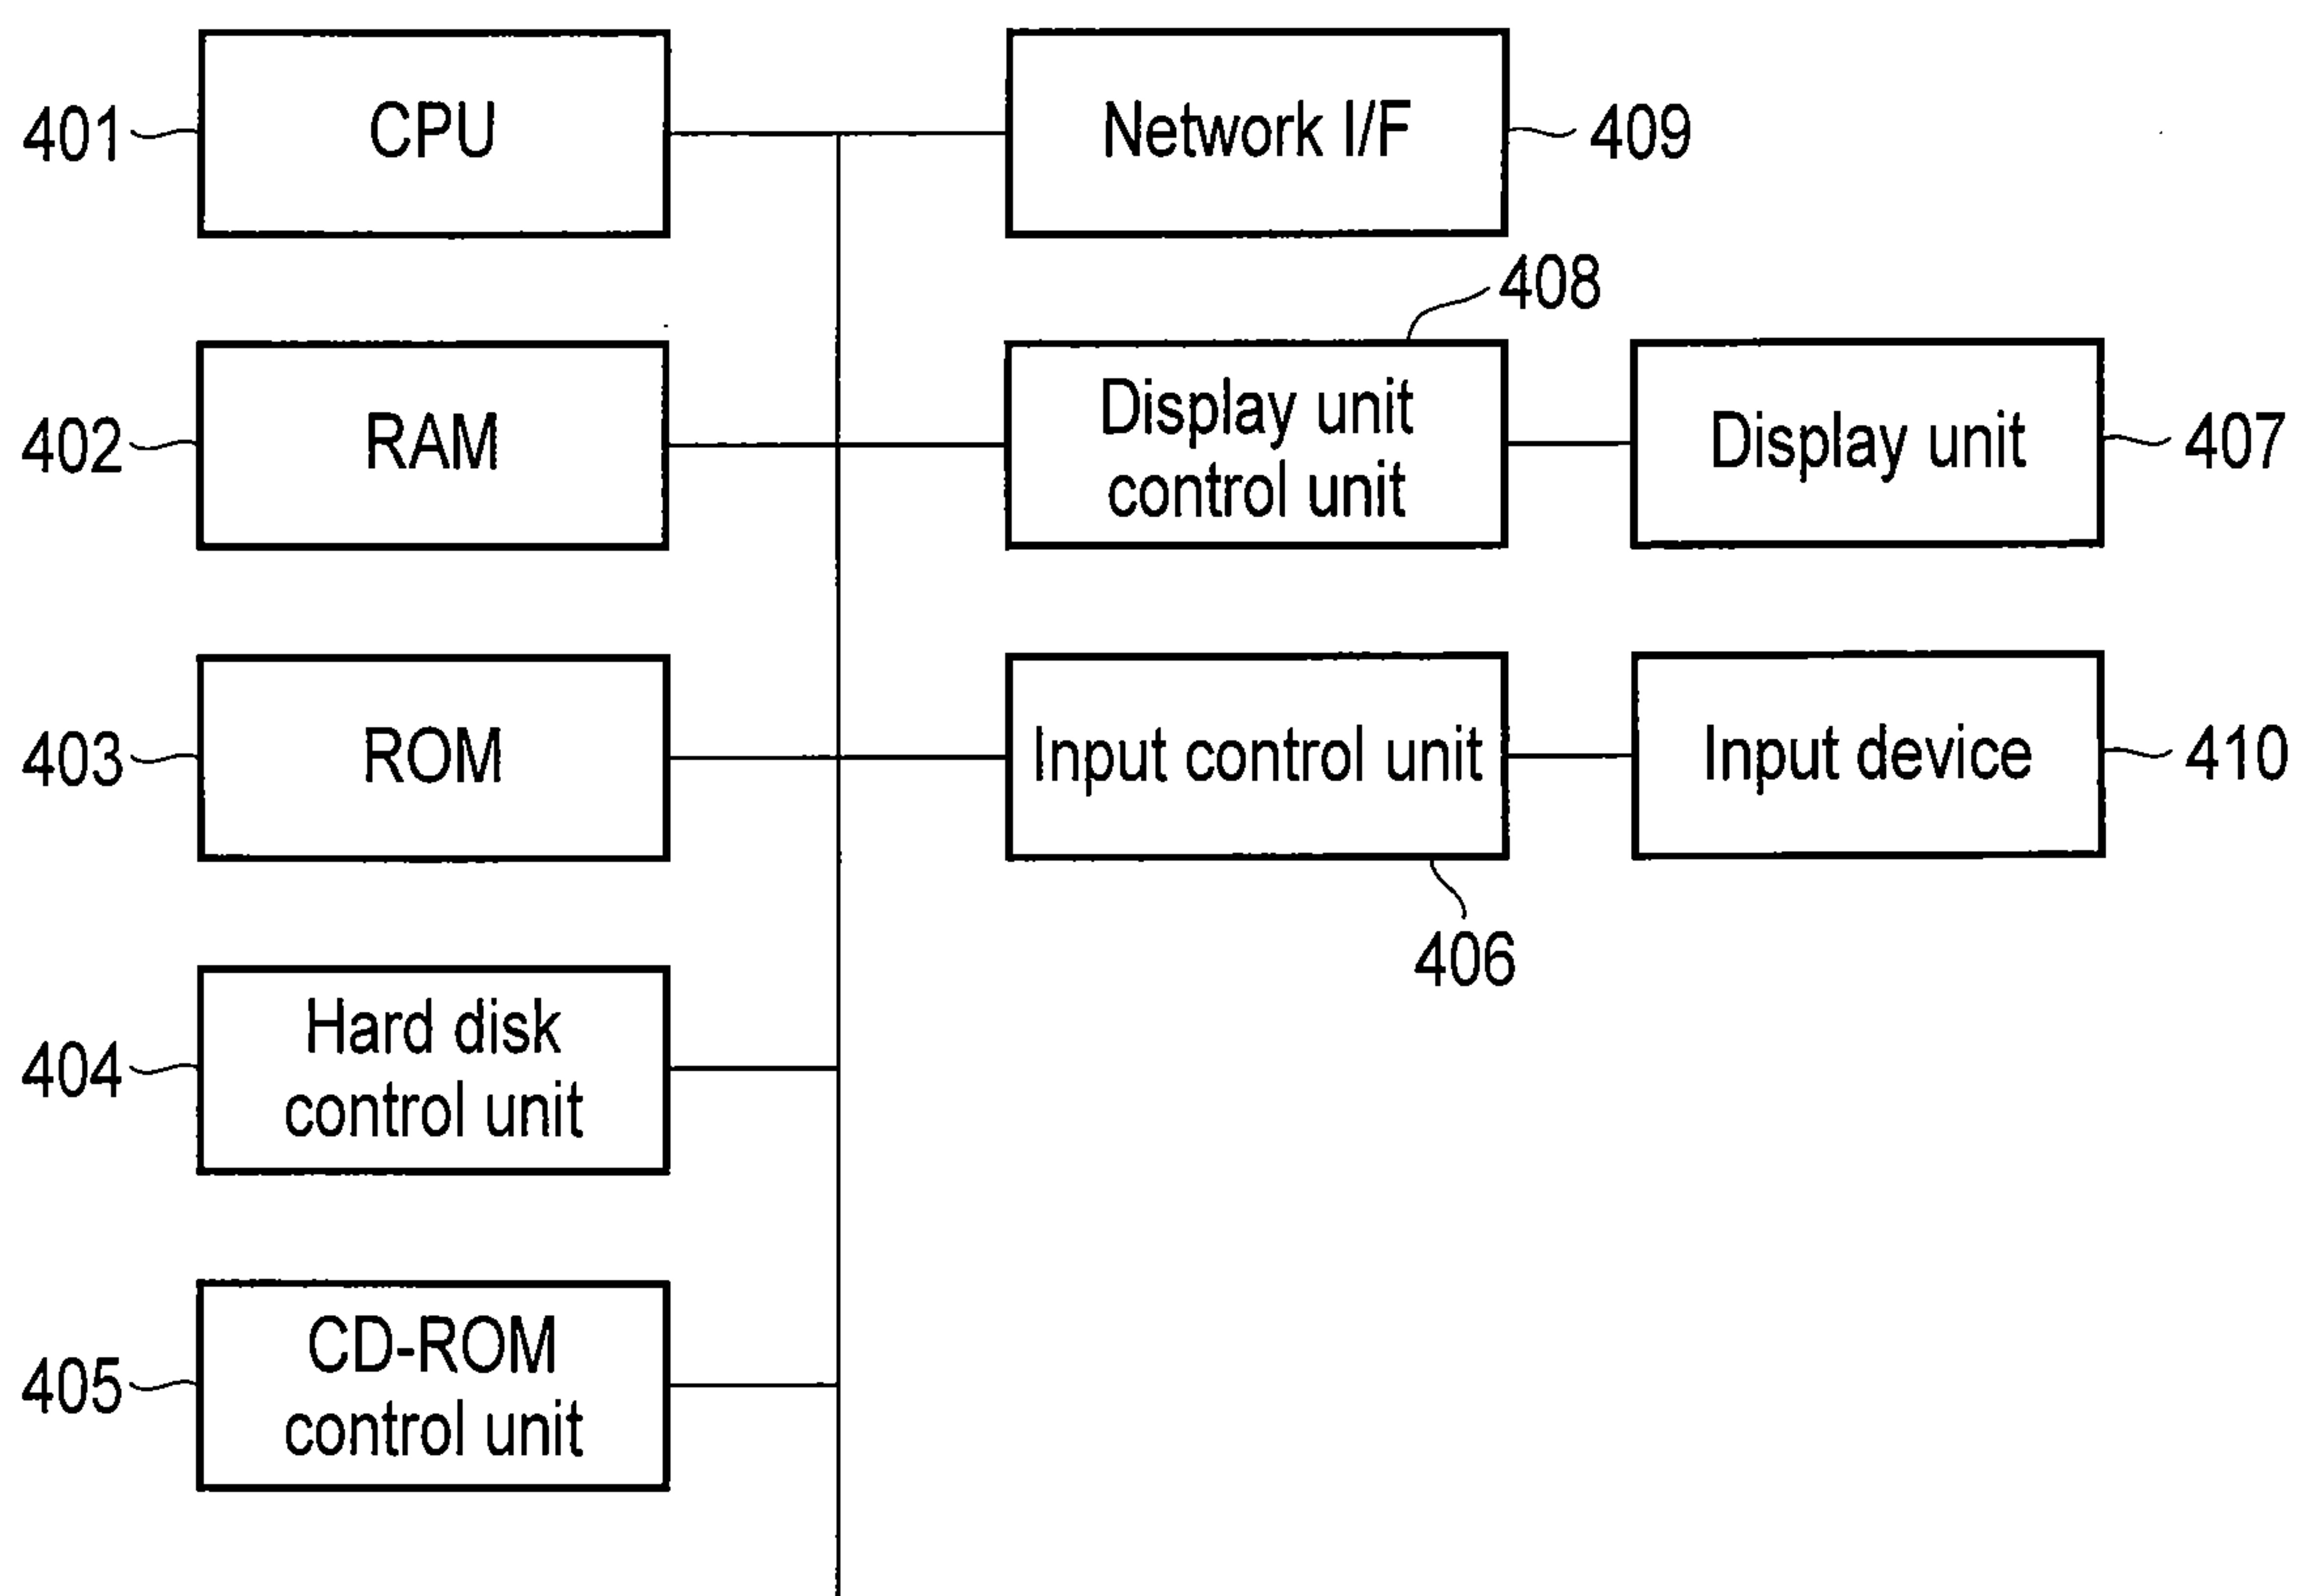 401
CPU
Network I/F
409
408
402
RAM
Display unit
control unit
Display unit
407
403
ROM
Input control unit
Input device
410
406
404
Hard disk
control unit
405
CD-ROM
control unit